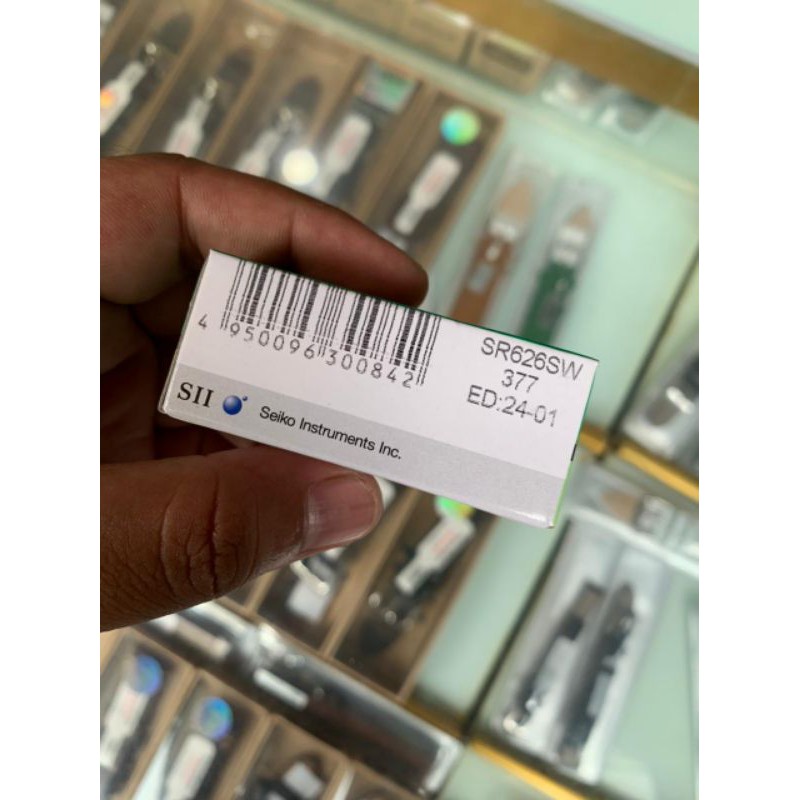 4 950096 300842
SR626SW
377
ED:24-01
SII
Seiko Instruments Inc.